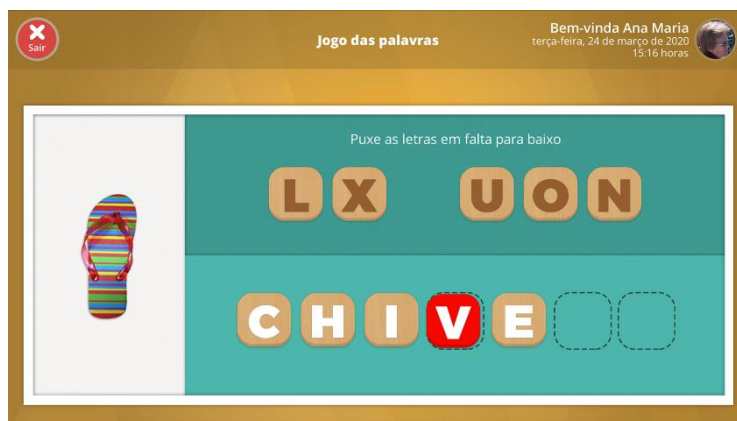 Sair
Jogo das palavras
Bem-vinda Ana Maria
terça-feira, 24 de março de 2020
15:16 horas
Puxe as letras em falta para baixo
L X U O N
C H I V E